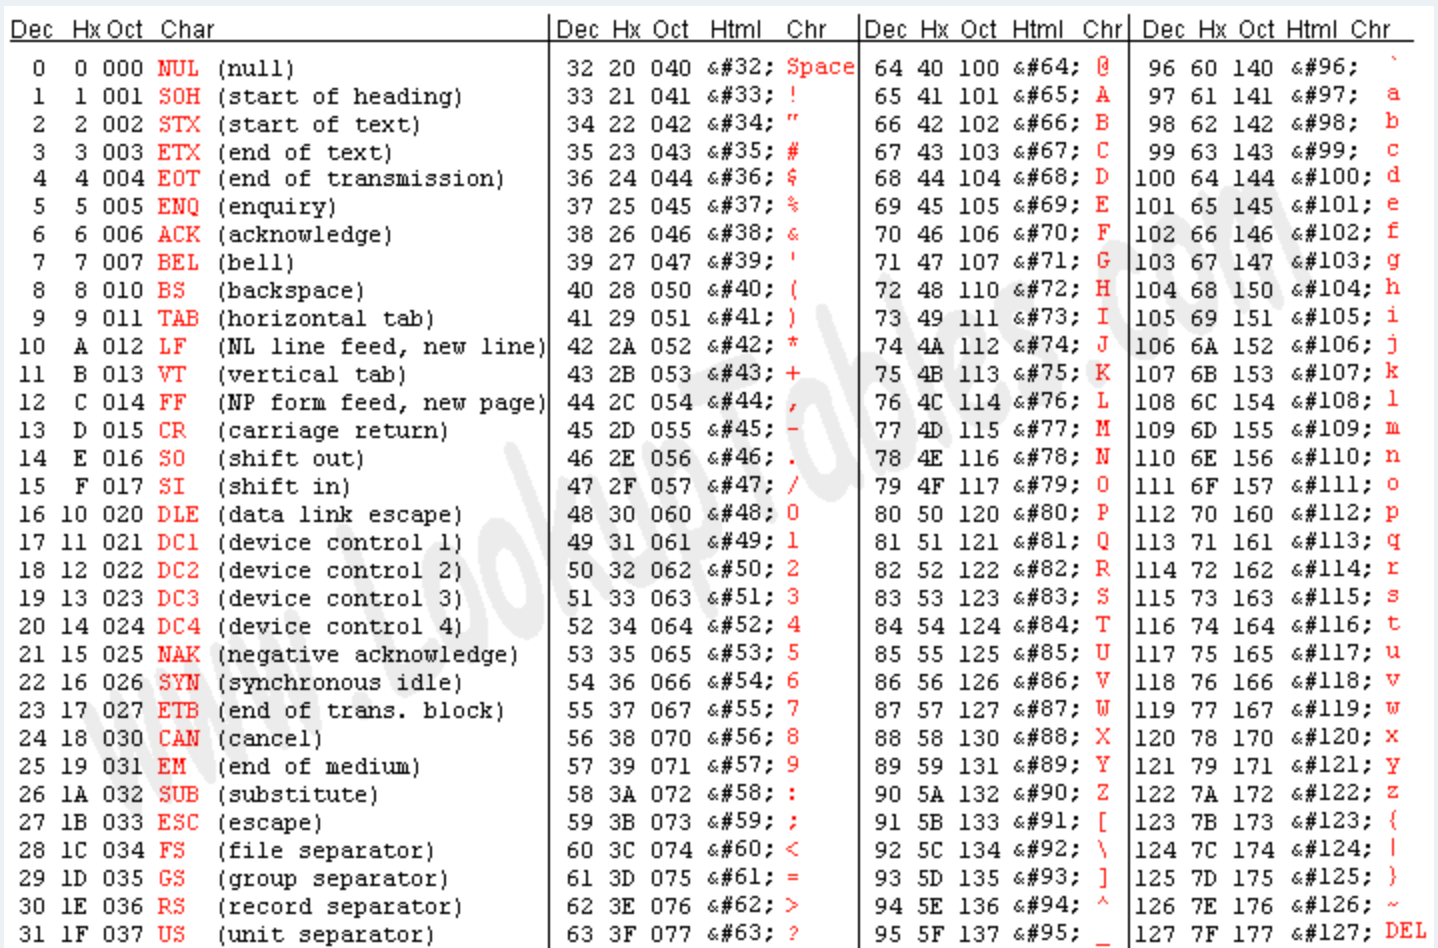 Dec Hx Oct Char Dec Hx Oct Html Chr Dec Hx Oct Html Chr Dec Hx Oct Html Chr
0 0 000 NUL (null) 32 20 040 &#32; Space 64 40 100 &#64; @ 96 60 140 &#96; `
1 1 001 SOH (start of heading) 33 21 041 &#33; ! 65 41 101 &#65; A 97 61 141 &#97; a
2 2 002 STX (start of text) 34 22 042 &#34; " 66 42 102 &#66; B 98 62 142 &#98; b
3 3 003 ETX (end of text) 35 23 043 &#35; # 67 43 103 &#67; C 99 63 143 &#99; c
4 4 004 EOT (end of transmission) 36 24 044 &#36; $ 68 44 104 &#68; D 100 64 144 &#100; d
5 5 005 ENQ (enquiry) 37 25 045 &#37; % 69 45 105 &#69; E 101 65 145 &#101; e
6 6 006 ACK (acknowledge) 38 26 046 &#38; & 70 46 106 &#70; F 102 66 146 &#102; f
7 7 007 BEL (bell) 39 27 047 &#39; ' 71 47 107 &#71; G 103 67 147 &#103; g
8 8 010 BS (backspace) 40 28 050 &#40; ( 72 48 110 &#72; H 104 68 150 &#104; h
9 9 011 TAB (horizontal tab) 41 29 051 &#41; ) 73 49 111 &#73; I 105 69 151 &#105; i
10 A 012 LF (NL line feed, new line) 42 2A 052 &#42; * 74 4A 112 &#74; J 106 6A 152 &#106; j
11 B 013 VT (vertical tab) 43 2B 053 &#43; + 75 4B 113 &#75; K 107 6B 153 &#107; k
12 C 014 FF (NP form feed, new page) 44 2C 054 &#44; , 76 4C 114 &#76; L 108 6C 154 &#108; l
13 D 015 CR (carriage return) 45 2D 055 &#45; - 77 4D 115 &#77; M 109 6D 155 &#109; m
14 E 016 SO (shift out) 46 2E 056 &#46; . 78 4E 116 &#78; N 110 6E 156 &#110; n
15 F 017 SI (shift in) 47 2F 057 &#47; / 79 4F 117 &#79; O 111 6F 157 &#111; o
16 10 020 DLE (data link escape) 48 30 060 &#48; 0 80 50 120 &#80; P 112 70 160 &#112; p
17 11 021 DC1 (device control 1) 49 31 061 &#49; 1 81 51 121 &#81; Q 113 71 161 &#113; q
18 12 022 DC2 (device control 2) 50 32 062 &#50; 2 82 52 122 &#82; R 114 72 162 &#114; r
19 13 023 DC3 (device control 3) 51 33 063 &#51; 3 83 53 123 &#83; S 115 73 163 &#115; s
20 14 024 DC4 (device control 4) 52 34 064 &#52; 4 84 54 124 &#84; T 116 74 164 &#116; t
21 15 025 NAK (negative acknowledge) 53 35 065 &#53; 5 85 55 125 &#85; U 117 75 165 &#117; u
22 16 026 SYN (synchronous idle) 54 36 066 &#54; 6 86 56 126 &#86; V 118 76 166 &#118; v
23 17 027 ETB (end of trans. block) 55 37 067 &#55; 7 87 57 127 &#87; W 119 77 167 &#119; w
24 18 030 CAN (cancel) 56 38 070 &#56; 8 88 58 130 &#88; X 120 78 170 &#120; x
25 19 031 EM (end of medium) 57 39 071 &#57; 9 89 59 131 &#89; Y 121 79 171 &#121; y
26 1A 032 SUB (substitute) 58 3A 072 &#58; : 90 5A 132 &#90; Z 122 7A 172 &#122; z
27 1B 033 ESC (escape) 59 3B 073 &#59; ; 91 5B 133 &#91; [ 123 7B 173 &#123; {
28 1C 034 FS (file separator) 60 3C 074 &#60; < 92 5C 134 &#92; \ 124 7C 174 &#124; |
29 1D 035 GS (group separator) 61 3D 075 &#61; = 93 5D 135 &#93; ] 125 7D 175 &#125; }
30 1E 036 RS (record separator) 62 3E 076 &#62; > 94 5E 136 &#94; ^ 126 7E 176 &#126; ~
31 1F 037 US (unit separator) 63 3F 077 &#63; ? 95 5F 137 &#95; _ 127 7F 177 &#127; DEL
www.LookupTables.com